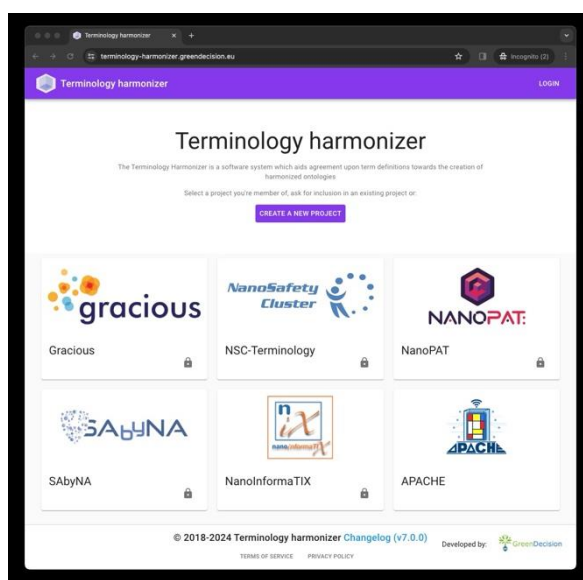 Terminology harmonizer
terminology-harmonizer.greendecision.eu
Incognito (2)
Terminology harmonizer
LOGIN
Terminology harmonizer
The Terminology Harmonizer is a software system which aids agreement upon term definitions towards the creation of
harmonized ontologies
Select a project you're member of, ask for inclusion in an existing project or:
CREATE A NEW PROJECT
gracious
NanoSafety
Cluster
NANOPAT:
Gracious
NSC-Terminology
NanoPAT
SAbyNA
n
iX
nanoinformaTIX
APACHE
SAbyNA
NanoInformaTIX
APACHE
© 2018-2024 Terminology harmonizer Changelog (v7.0.0)
Developed by:
GreenDecision
TERMS OF SERVICE
PRIVACY POLICY